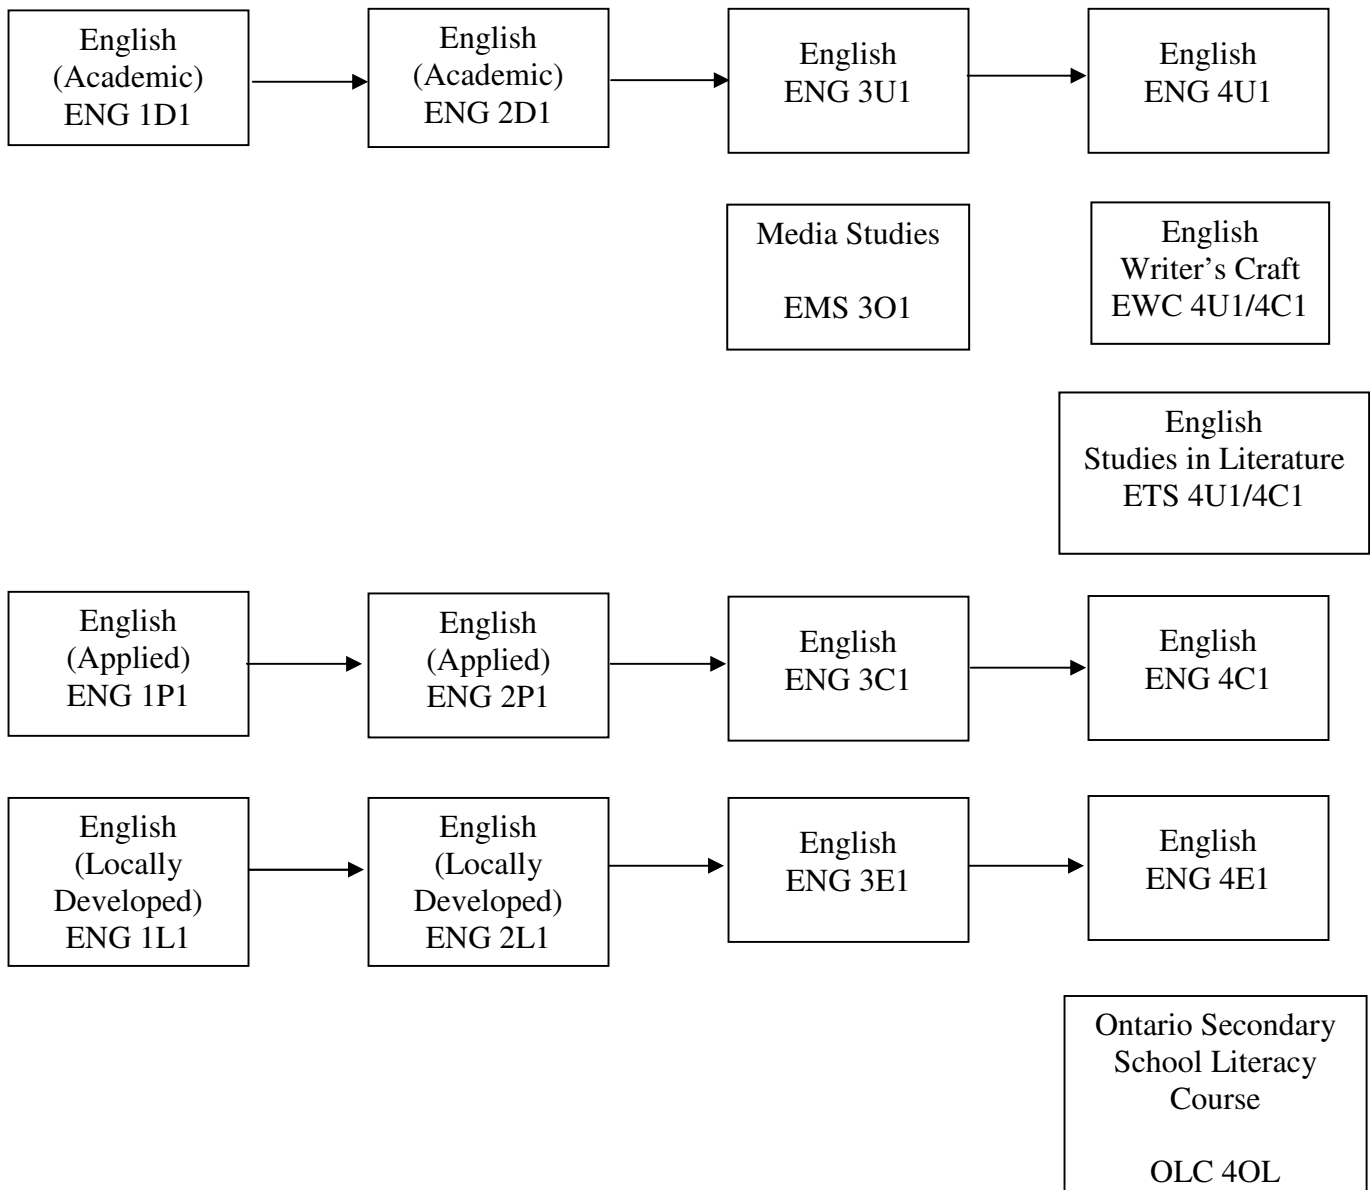 English
(Academic)
ENG 1D1
English
(Academic)
ENG 2D1
English
ENG 3U1
English
ENG 4U1
Media Studies
EMS 3O1
English
Writer's Craft
EWC 4U1/4C1
English
Studies in Literature
ETS 4U1/4C1
English
(Applied)
ENG 1P1
English
(Applied)
ENG 2P1
English
ENG 3C1
English
ENG 4C1
English
(Locally
Developed)
ENG 1L1
English
(Locally
Developed)
ENG 2L1
English
ENG 3E1
English
ENG 4E1
Ontario Secondary
School Literacy
Course
OLC 4OL